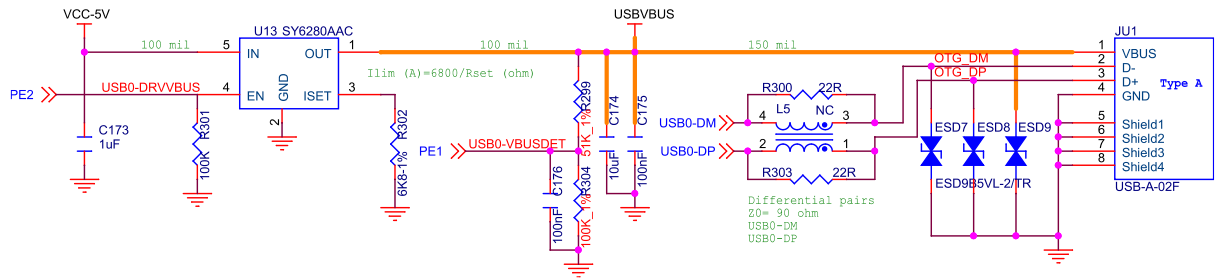 VCC-5V
U13 SY6280AAC
USBVBUS
JU1
100 mil
5
IN
OUT
1
100 mil
150 mil
1
VBUS
OTG_DM
2
D-
Ilim (A)=6800/Rset (ohm)
OTG_DP
3
D+
Type A
PE2
USB0-DRVVBUS
4
EN
GND
ISET
3
R299
51K_1%
C174
10uF
C175
100nF
R300
22R
4
GND
L5
NC
2
C173
1uF
R301
100K
R302
6K8-1%
USB0-DM
4
3
ESD7
ESD8
ESD9
5
Shield1
6
Shield2
PE1
USB0-VBUSDET
USB0-DP
2
1
7
Shield3
8
Shield4
C176
100nF
R304
100K_1%
R303
22R
ESD9B5VL-2/TR
USB-A-02F
Differential pairs
Z0= 90 ohm
USB0-DM
USB0-DP